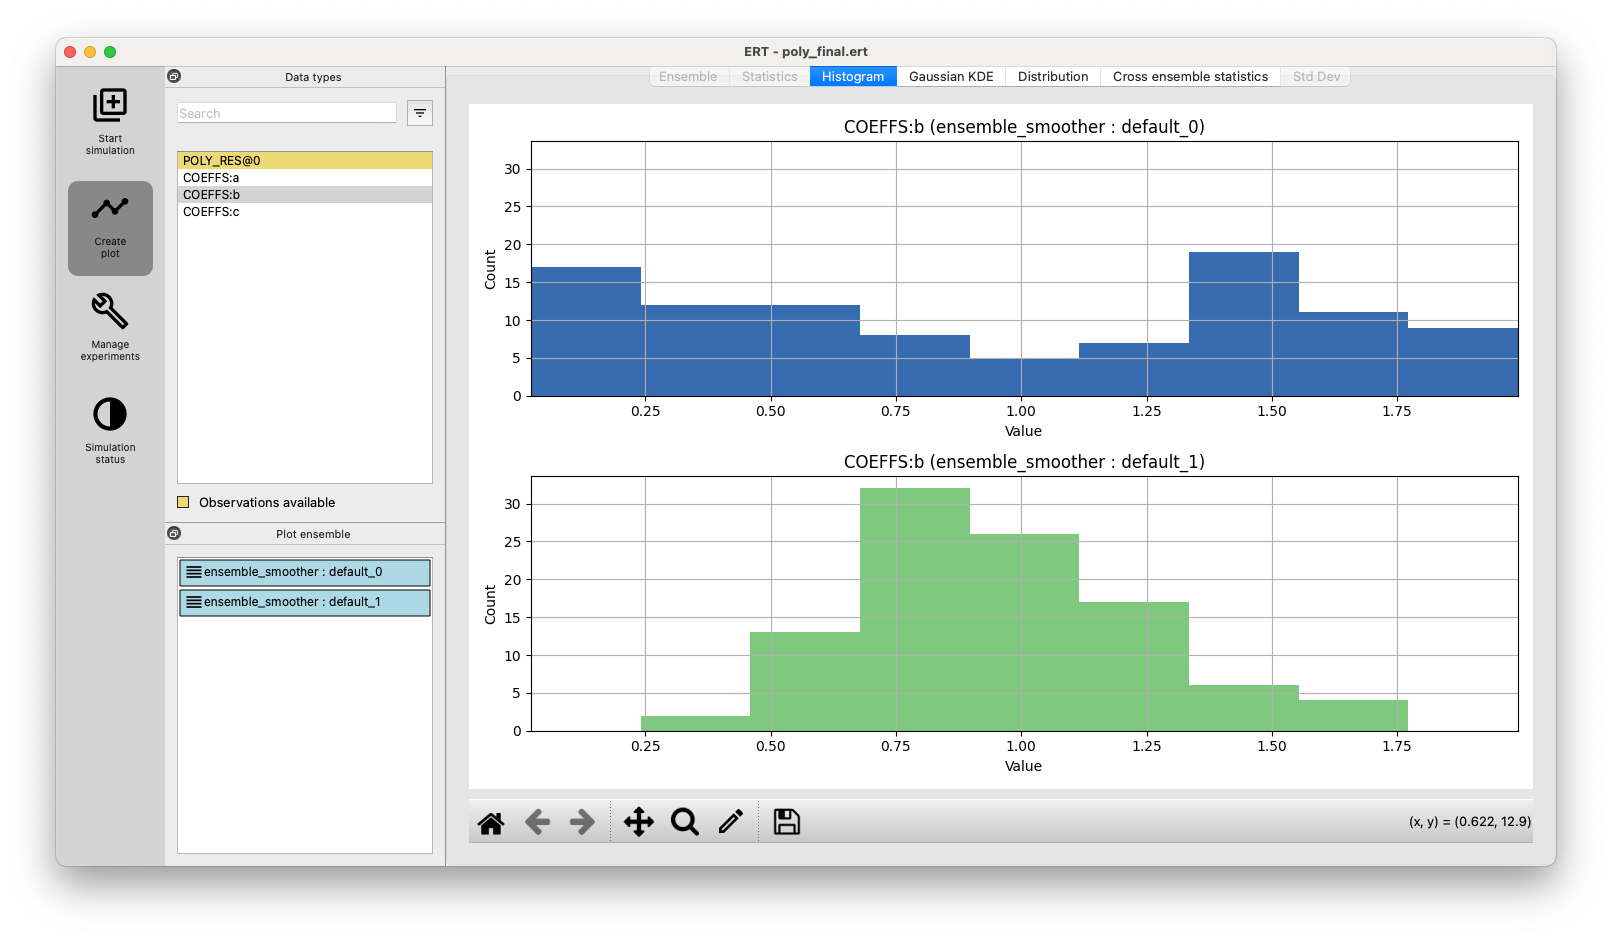 ERT - poly_final.ert
Start
simulation
Create
plot
Manage
experiments
Simulation
status
Data types
Search
POLY_RES@0
COEFFS:a
COEFFS:b
COEFFS:c
Observations available
Plot ensemble
ensemble_smoother : default_0
ensemble_smoother : default_1
Ensemble Statistics Histogram Gaussian KDE Distribution Cross ensemble statistics Std Dev
COEFFS:b (ensemble_smoother : default_0)
Count
30
25
20
15
10
5
0
0.25 0.50 0.75 1.00 1.25 1.50 1.75
Value
COEFFS:b (ensemble_smoother : default_1)
Count
30
25
20
15
10
5
0
0.25 0.50 0.75 1.00 1.25 1.50 1.75
Value
(x, y) = (0.622, 12.9)